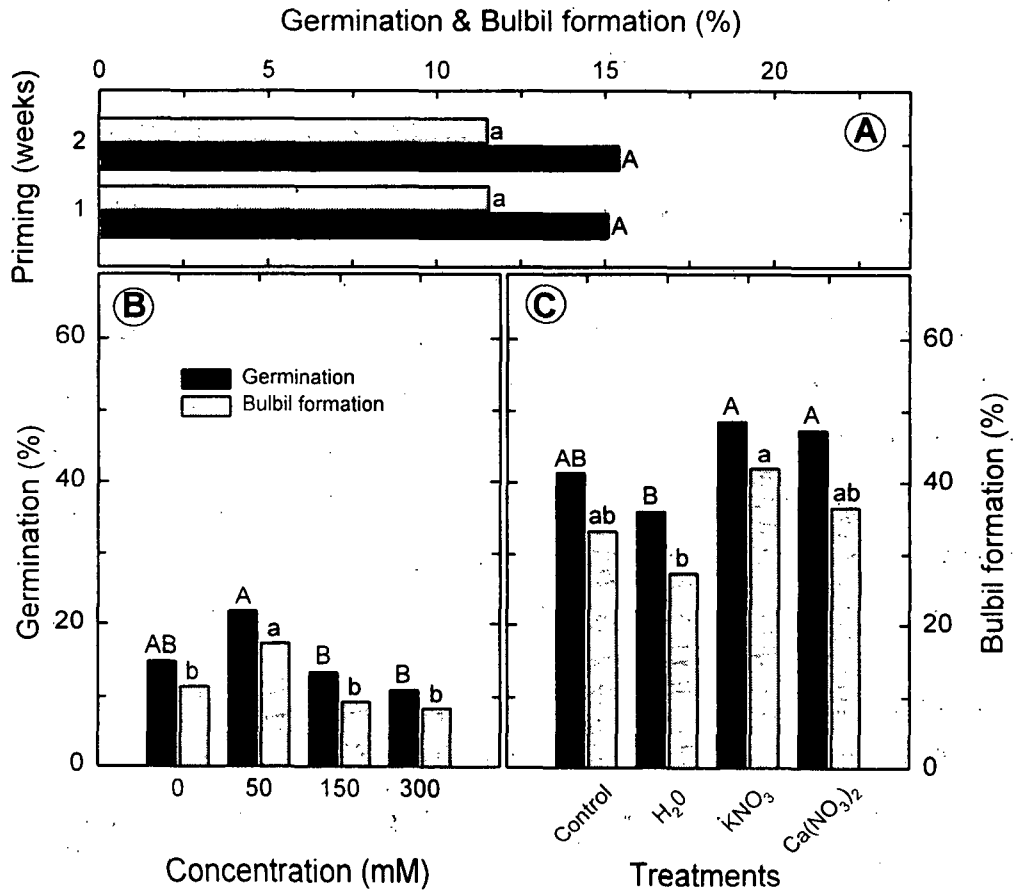 Germination & Bulbil formation (%)
0 5 10 15 20
Priming (weeks)
2
a
A
1
a
A
A
B
C
60
40
20
0
Germination (%)
Germination
Bulbil formation
AB
b
A
a
B
b
B
b
0 50 150 300
Concentration (mM)
AB
ab
B
b
A
a
A
ab
60
40
20
0
Bulbil formation (%)
Control
H₂0
KNO₃
Ca(NO₃)₂
Treatments